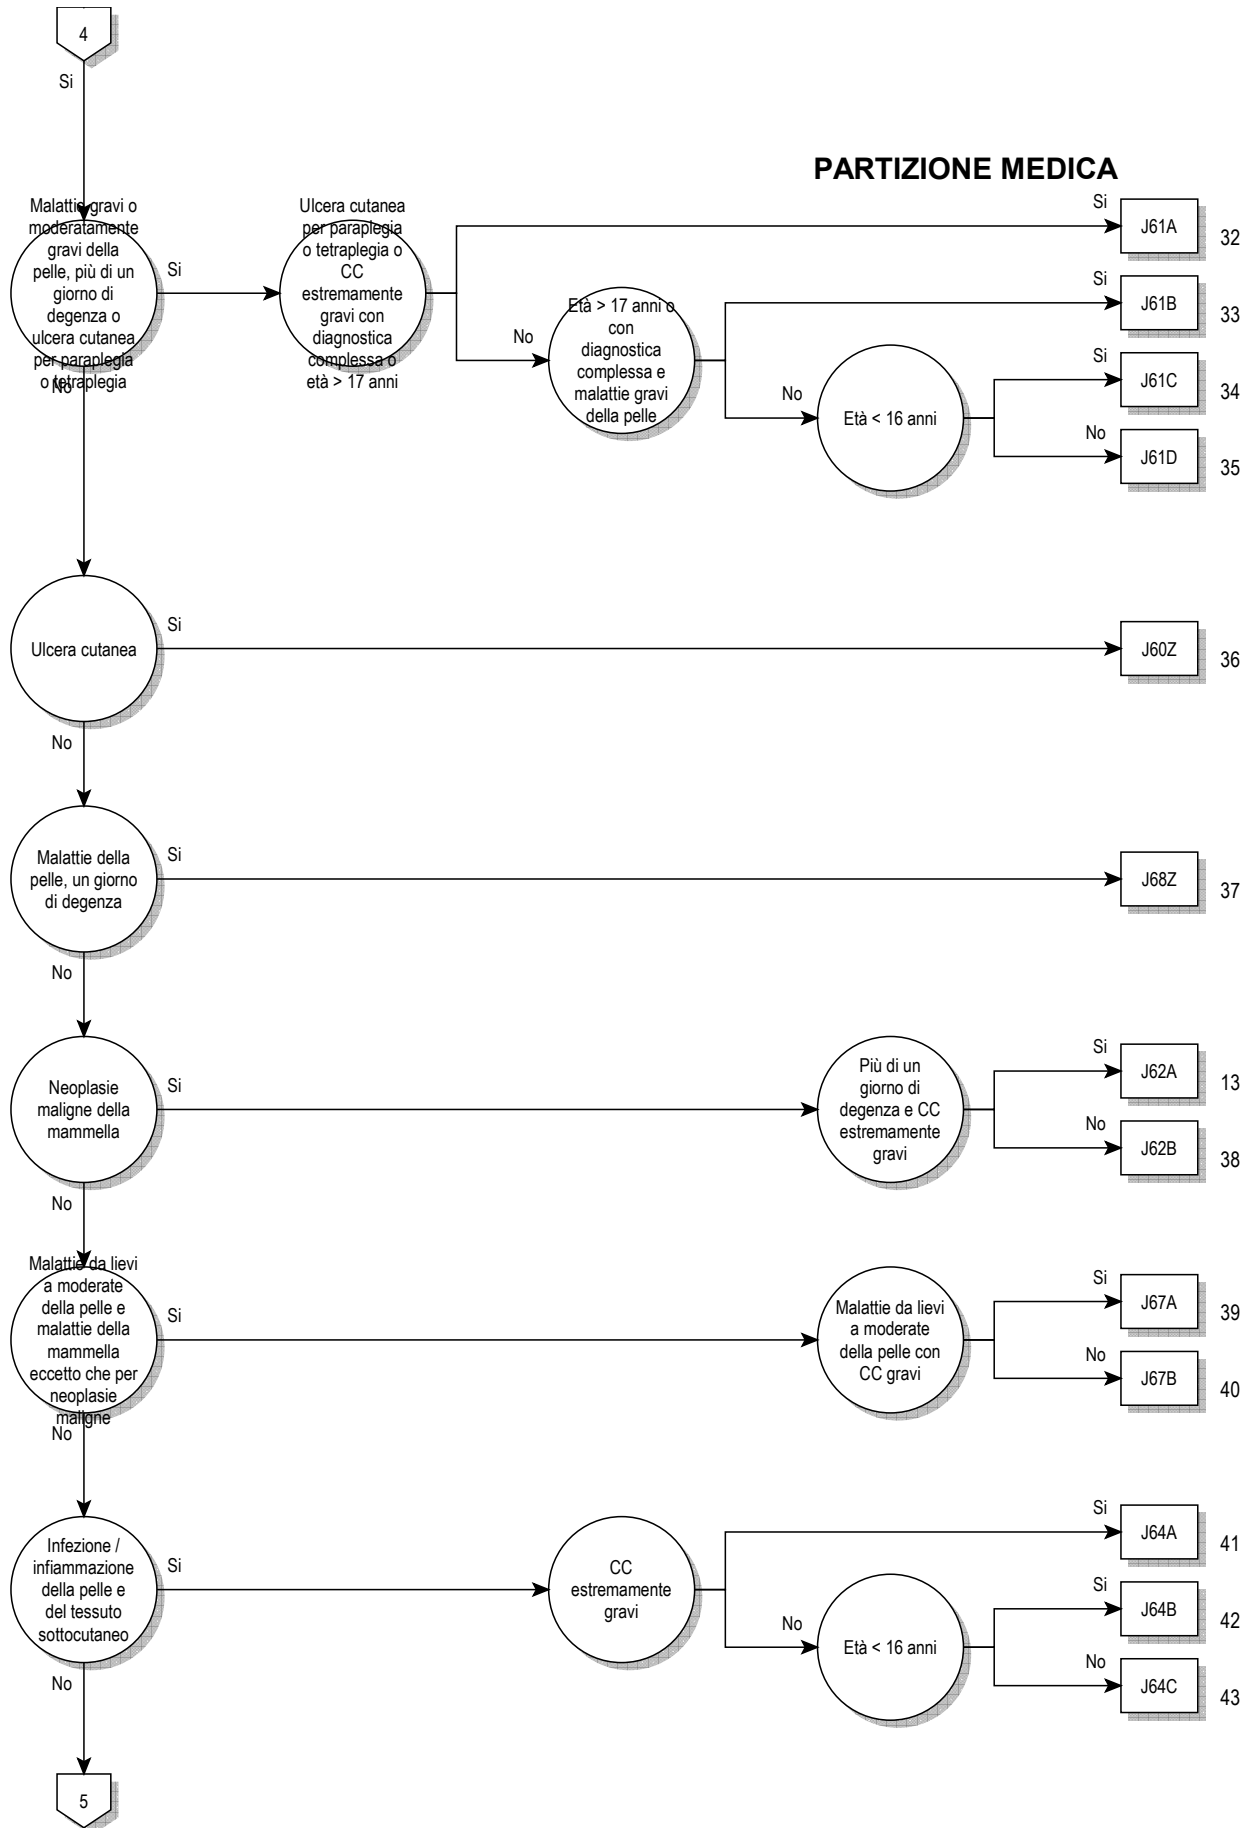 4
Si
PARTIZIONE MEDICA
Malattie gravi o
moderatamente
gravi della
pelle, più di un
giorno di
degenza o
ulcera cutanea
per paraplegia
o tetraplegia
Si
No
Ulcera cutanea
per paraplegia
o tetraplegia o
CC
estremamente
gravi con
diagnostica
complessa o
età > 17 anni
Si
J61A
32
No
Età > 17 anni o
con
diagnostica
complessa e
malattie gravi
della pelle
Si
J61B
33
No
Età < 16 anni
Si
J61C
34
No
J61D
35
Ulcera cutanea
Si
J60Z
36
No
Malattie della
pelle, un giorno
di degenza
Si
J68Z
37
No
Neoplasie
maligne della
mammella
Si
Più di un
giorno di
degenza e CC
estremamente
gravi
Si
J62A
13
No
J62B
38
No
Malattie da lievi
a moderate
della pelle e
malattie della
mammella
eccetto che per
neoplasie
maligne
Si
Malattie da lievi
a moderate
della pelle con
CC gravi
Si
J67A
39
No
J67B
40
No
Infezione /
infiammazione
della pelle e
del tessuto
sottocutaneo
Si
CC
estremamente
gravi
Si
J64A
41
No
Età < 16 anni
Si
J64B
42
No
J64C
43
No
5